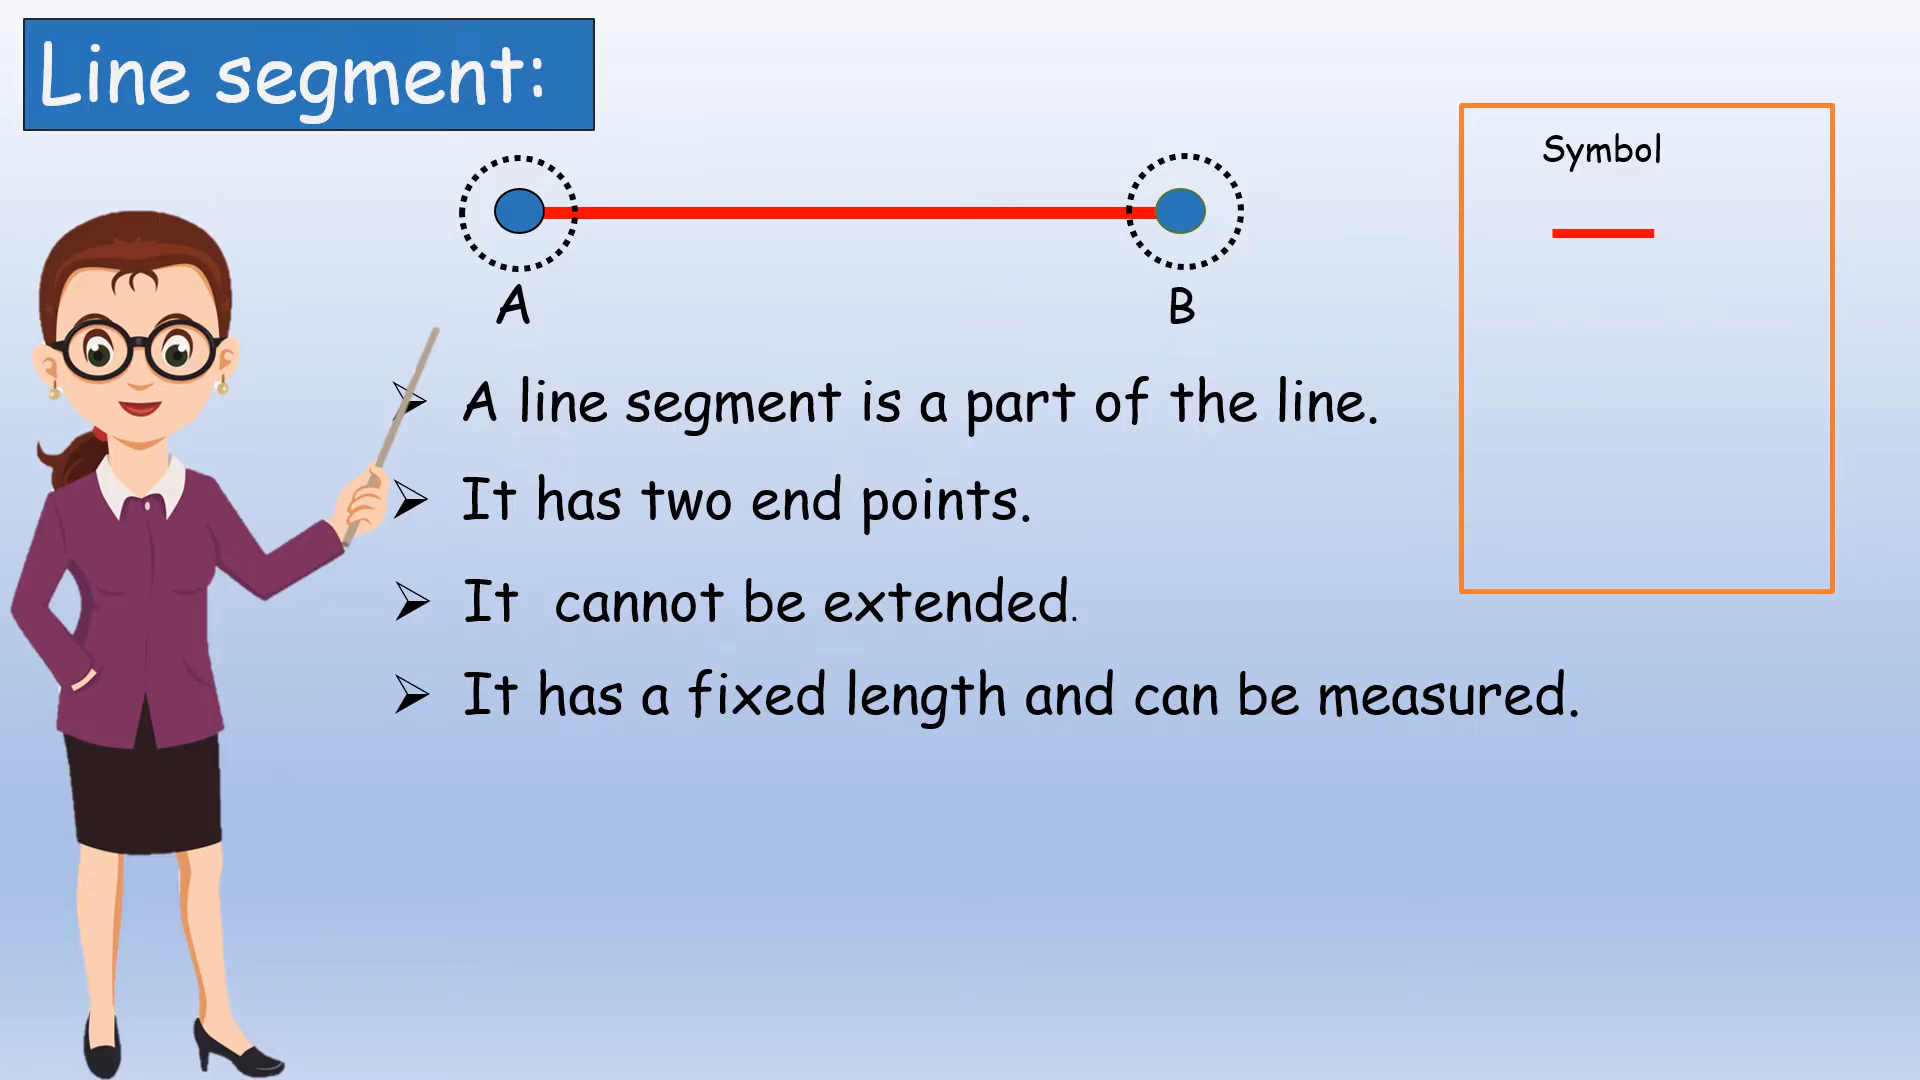 Line segment:
Symbol
A B
A line segment is a part of the line.
It has two end points.
It cannot be extended.
It has a fixed length and can be measured.